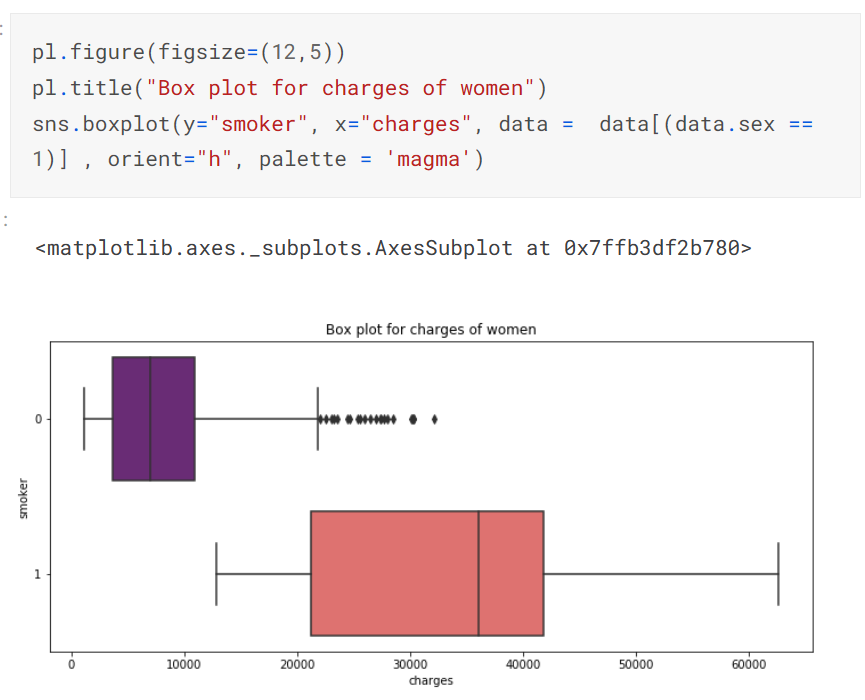 :
pl.figure(figsize=(12,5))
pl.title("Box plot for charges of women")
sns.boxplot(y="smoker", x="charges", data =  data[(data.sex ==
1)] , orient="h", palette = 'magma')
:
<matplotlib.axes._subplots.AxesSubplot at 0x7ffb3df2b780>
Box plot for charges of women
0
smoker
1
0 10000 20000 30000 40000 50000 60000
charges